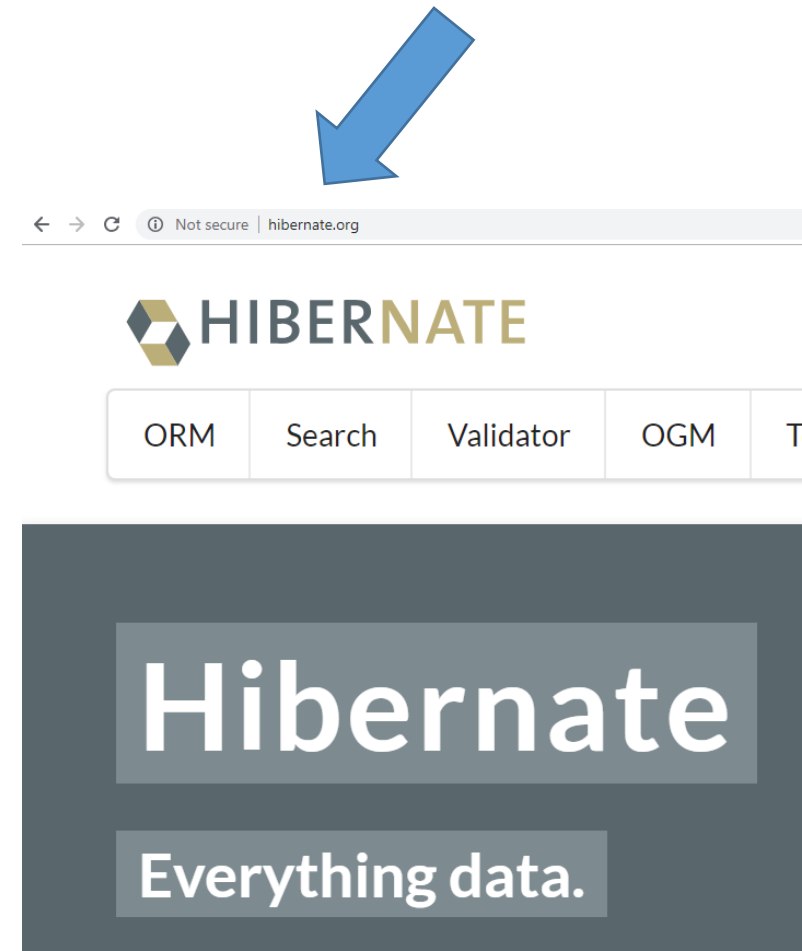 Not secure | hibernate.org
HIBERNATE
ORM Search Validator OGM T
Hibernate
Everything data.